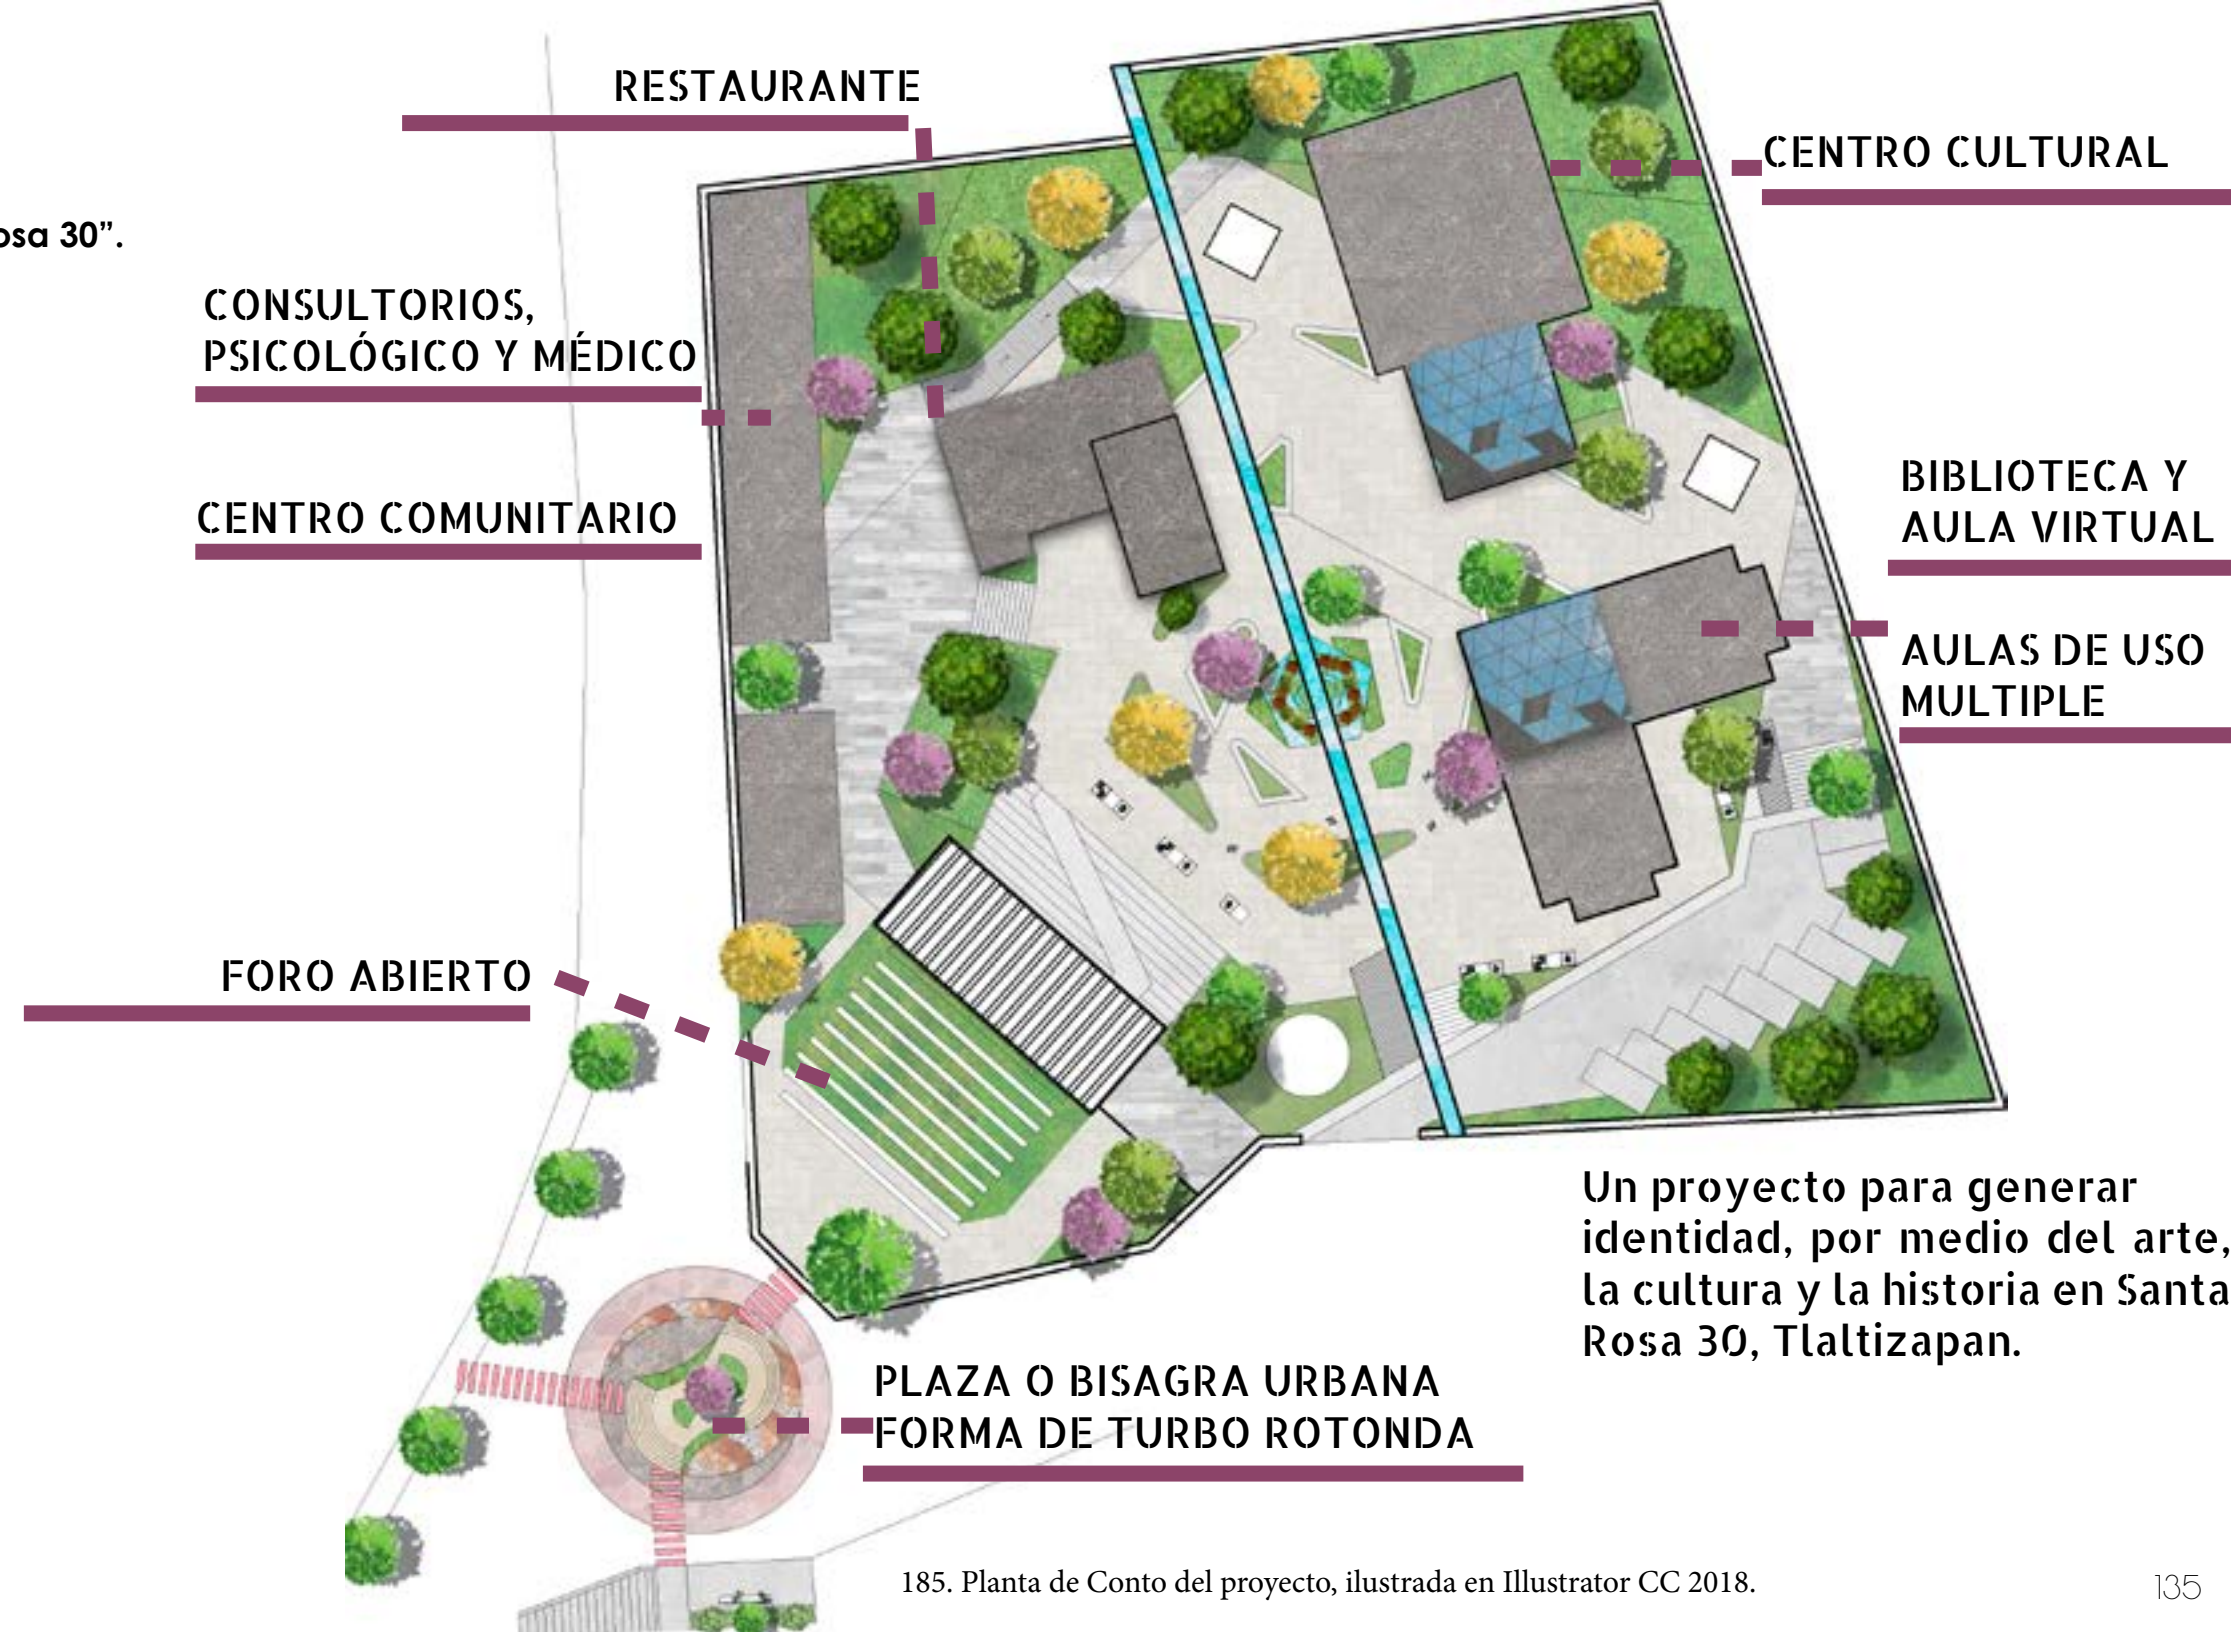 RESTAURANTE
CENTRO CULTURAL
osa 30”.
CONSULTORIOS,
PSICOLÓGICO Y MÉDICO
CENTRO COMUNITARIO
BIBLIOTECA Y
AULA VIRTUAL
AULAS DE USO
MULTIPLE
FORO ABIERTO
Un proyecto para generar
identidad, por medio del arte,
la cultura y la historia en Santa
Rosa 30, Tlaltizapan.
PLAZA O BISAGRA URBANA
FORMA DE TURBO ROTONDA
185. Planta de Conto del proyecto, ilustrada en Illustrator CC 2018.
135